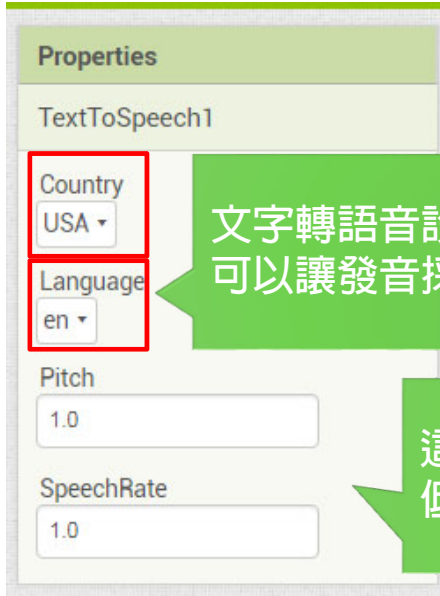 Properties
TextToSpeech1
Country
USA
文字轉語音
Language
可以讓發音
en
Pitch
1.0
SpeechRate
1.0